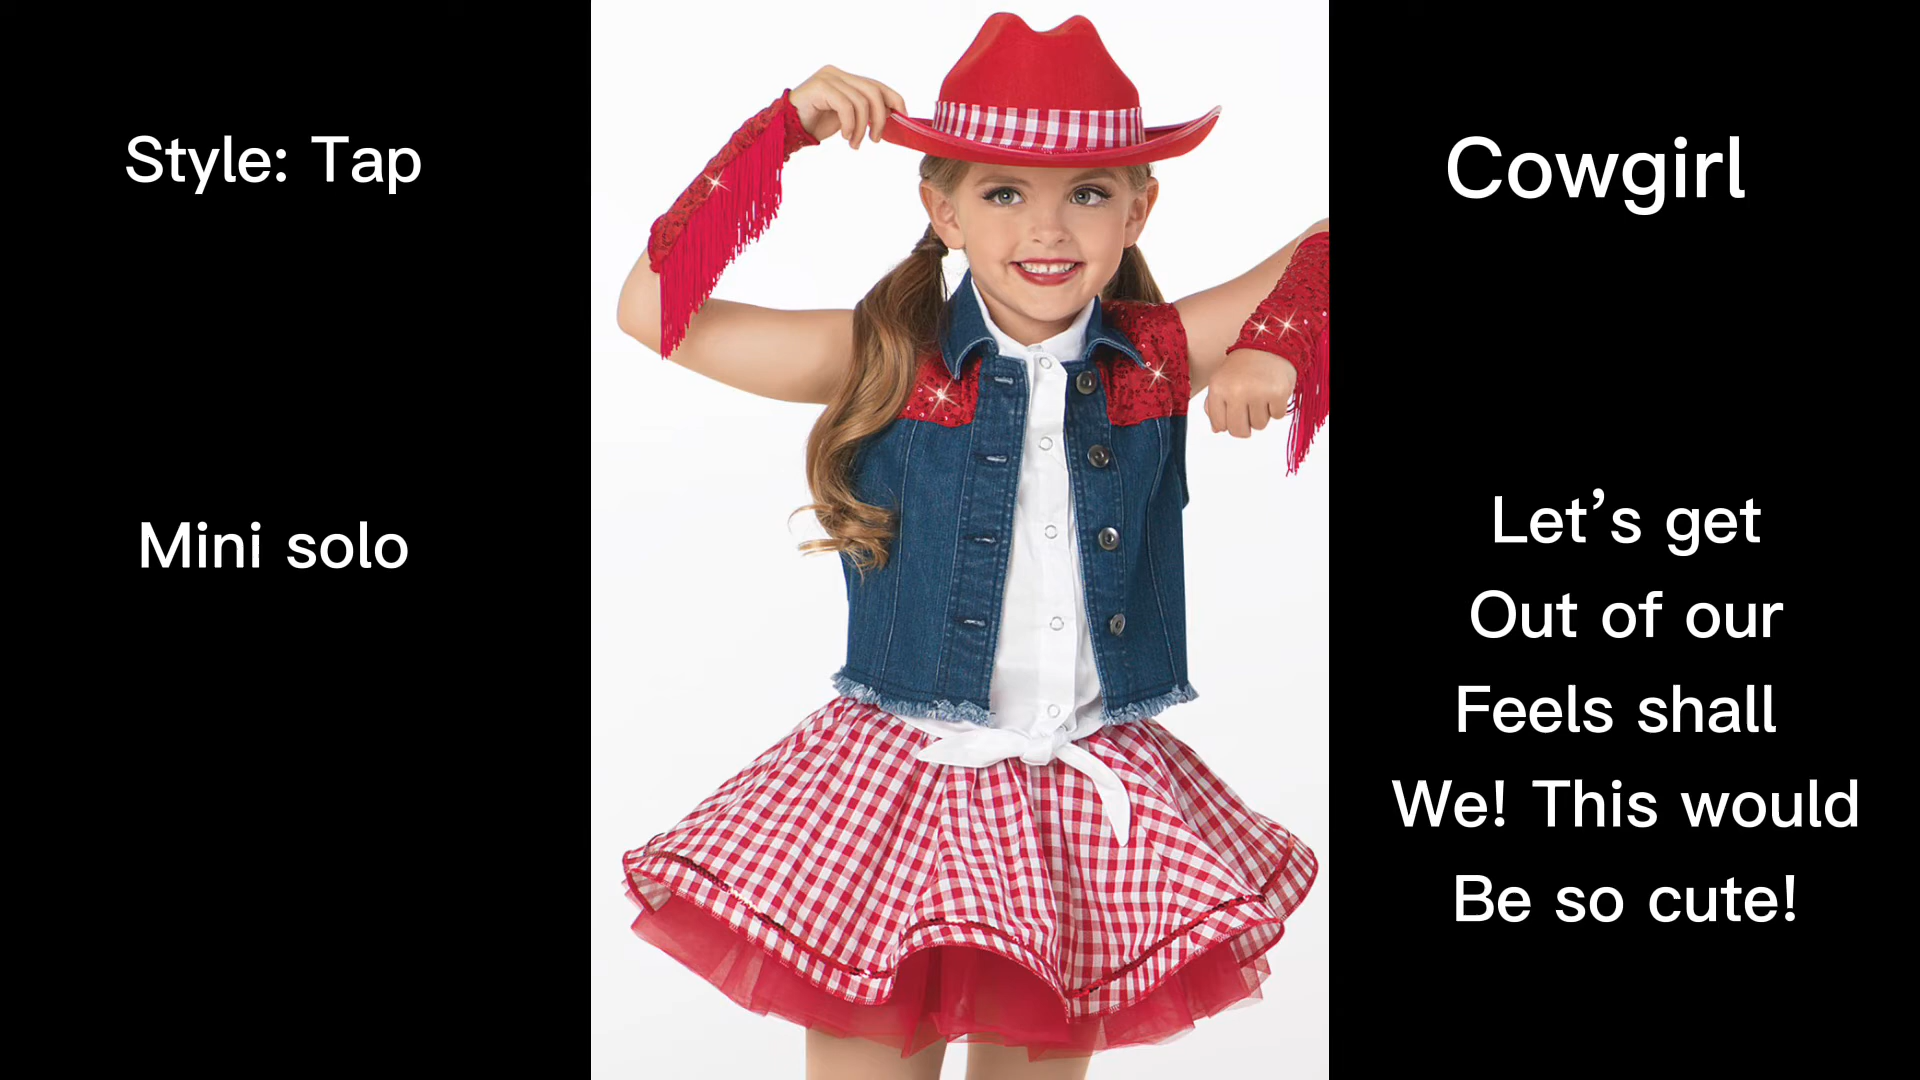 Style: Tap
Mini solo
Cowgirl
Let’s get
Out of our
Feels shall
We! This would
Be so cute!